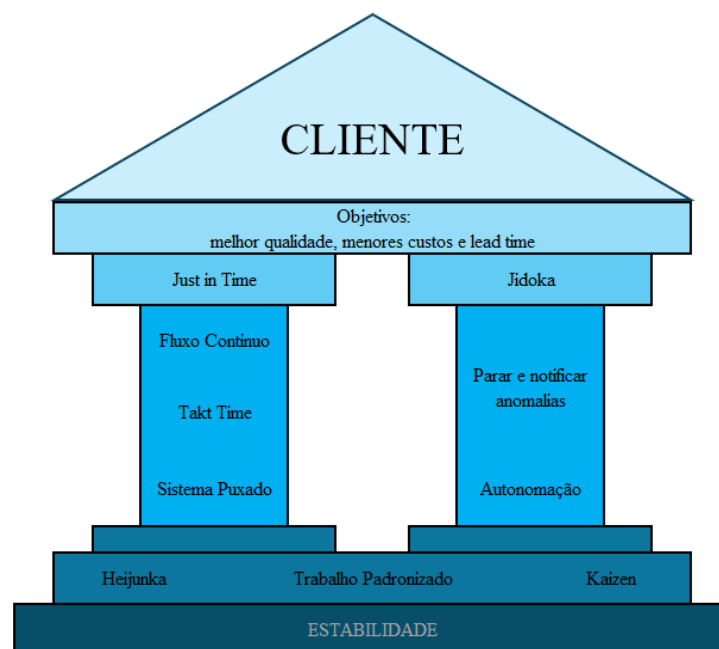 CLIENTE
Objetivos:
melhor qualidade, menores custos e lead time
Just in Time
Jidoka
Fluxo Continuo
Takt Time
Sistema Puxado
Parar e notificar
anomalias
Autonomação
Heijunka
Trabalho Padronizado
Kaizen
ESTABILIDADE